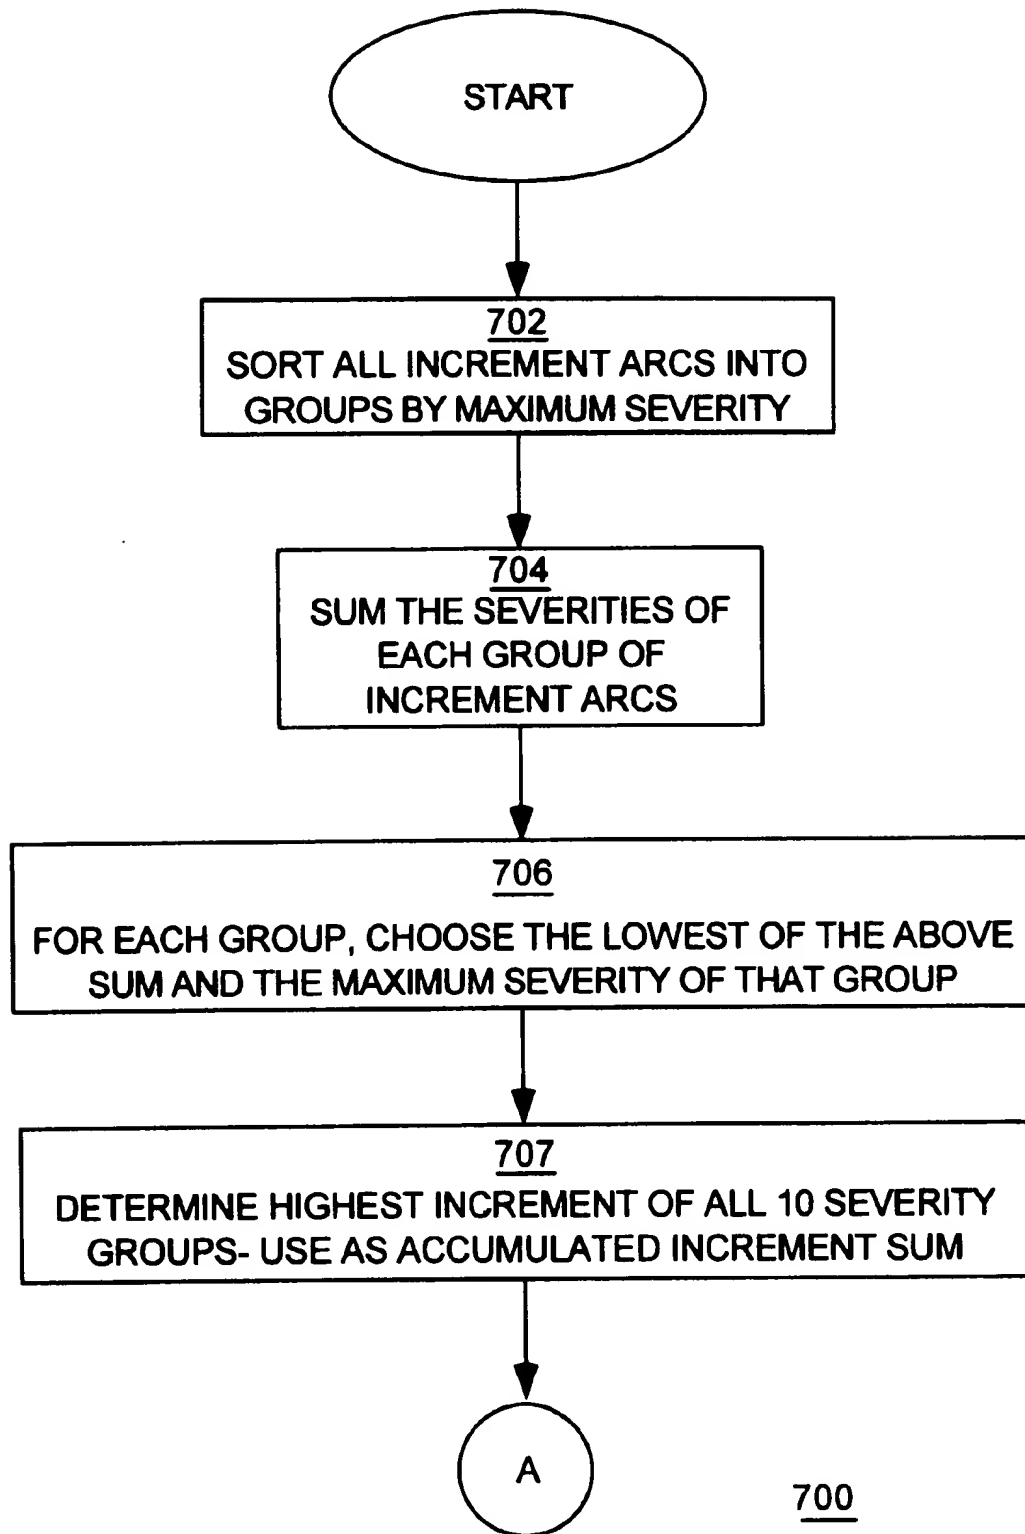 START
702
SORT ALL INCREMENT ARCS INTO
GROUPS BY MAXIMUM SEVERITY
704
SUM THE SEVERITIES OF
EACH GROUP OF
INCREMENT ARCS
706
FOR EACH GROUP, CHOOSE THE LOWEST OF THE ABOVE
SUM AND THE MAXIMUM SEVERITY OF THAT GROUP
707
DETERMINE HIGHEST INCREMENT OF ALL 10 SEVERITY
GROUPS- USE AS ACCUMULATED INCREMENT SUM
A
700